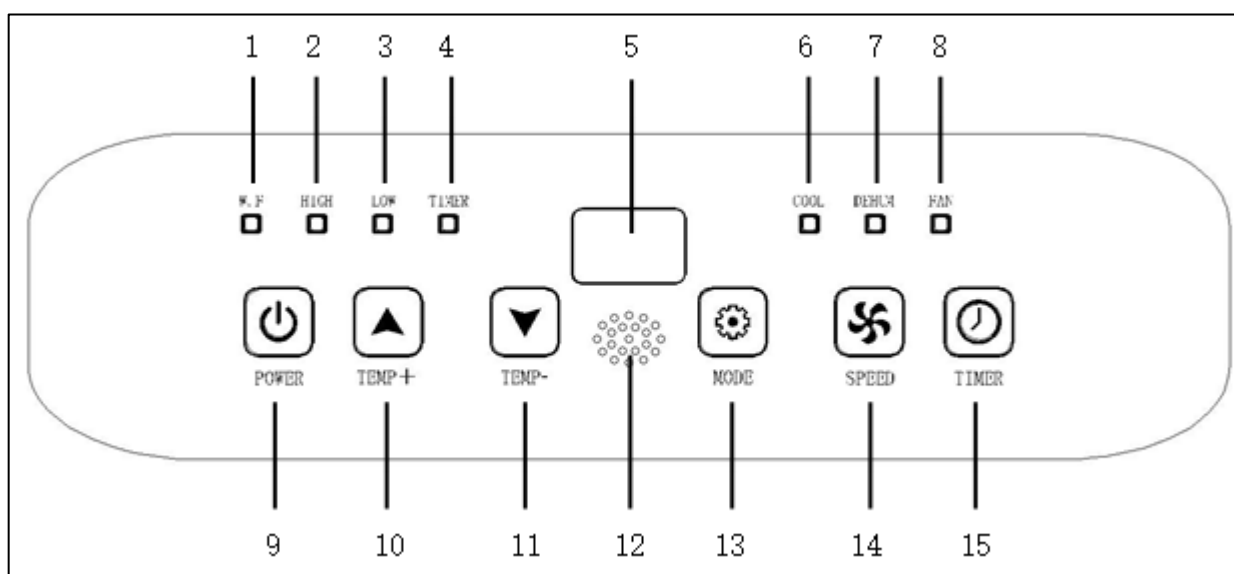 1 2 3 4 5 6 7 8
W.F HIGH LOW TIMER COOL DEHUM FAN
POWER TEMP+ TEMP- MODE SPEED TIMER
9 10 11 12 13 14 15